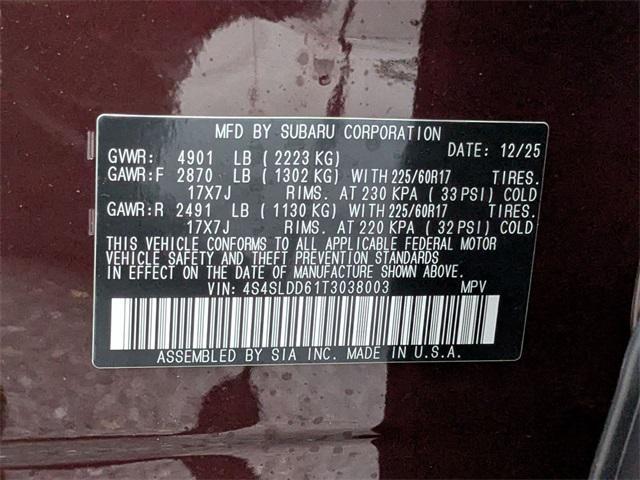 MFD BY SUBARU CORPORATION
GVWR: 4901 LB ( 2223 KG) DATE: 12/25
GAWR:F 2870 LB ( 1302 KG) WITH 225/60R17 TIRES.
17X7J RIMS. AT 230 KPA ( 33 PSI) COLD
GAWR:R 2491 LB ( 1130 KG) WITH 225/60R17 TIRES.
17X7J RIMS. AT 220 KPA ( 32 PSI) COLD
THIS VEHICLE CONFORMS TO ALL APPLICABLE FEDERAL MOTOR
VEHICLE SAFETY AND THEFT PREVENTION STANDARDS
IN EFFECT ON THE DATE OF MANUFACTURE SHOWN ABOVE.
VIN: 4S4SLDD61T3038003 MPV
ASSEMBLED BY SIA INC. MADE IN U.S.A.